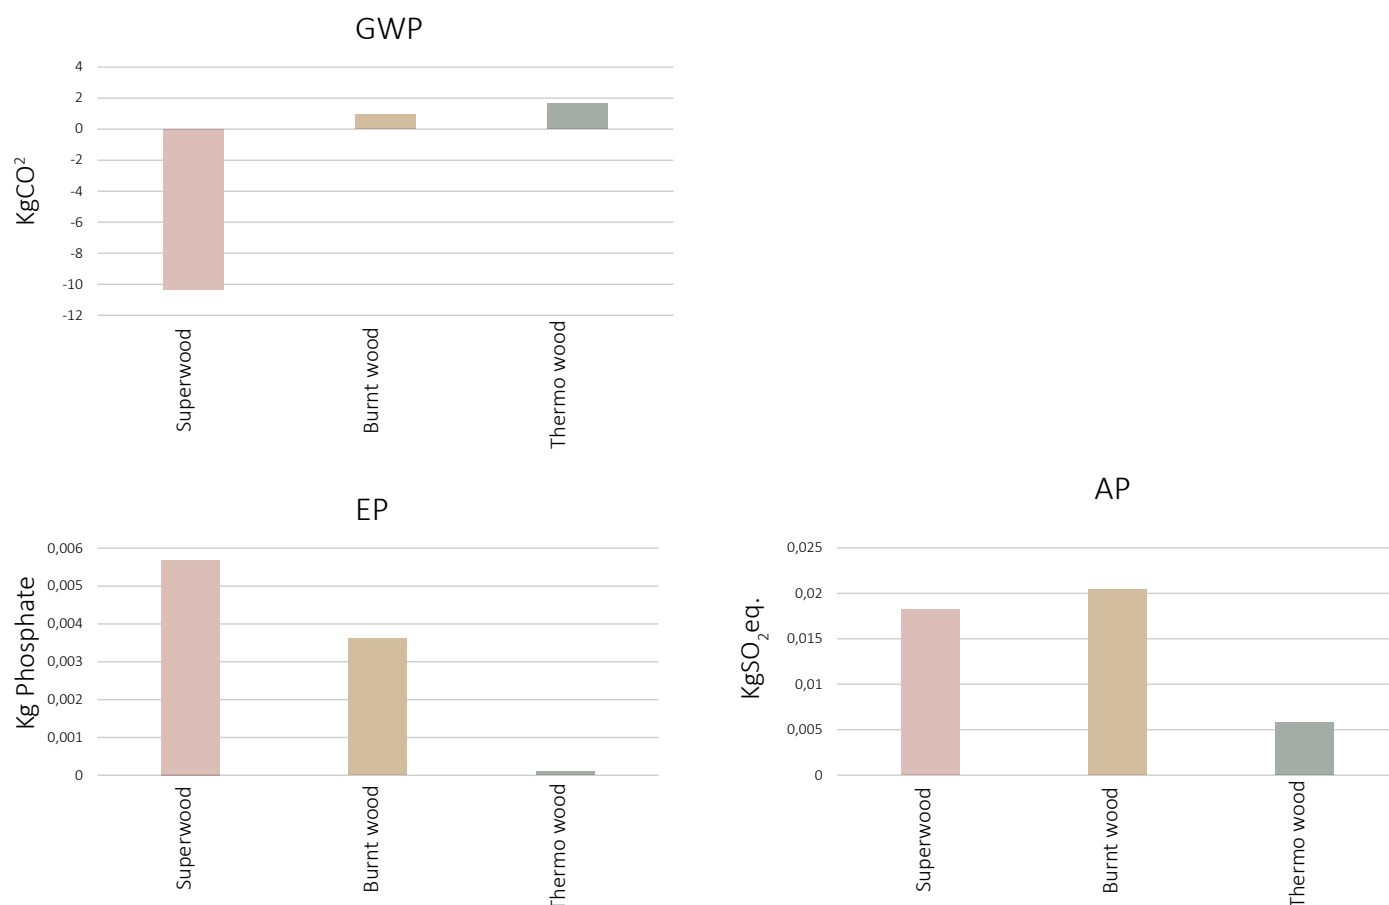 GWP
4
2
0
-2
-4
-6
-8
-10
-12
KgCO²
Superwood
Burnt wood
Thermo wood
EP
0,006
0,005
0,004
0,003
0,002
0,001
0
Kg Phosphate
Superwood
Burnt wood
Thermo wood
AP
0,025
0,02
0,015
0,01
0,005
0
KgSO₂eq.
Superwood
Burnt wood
Thermo wood